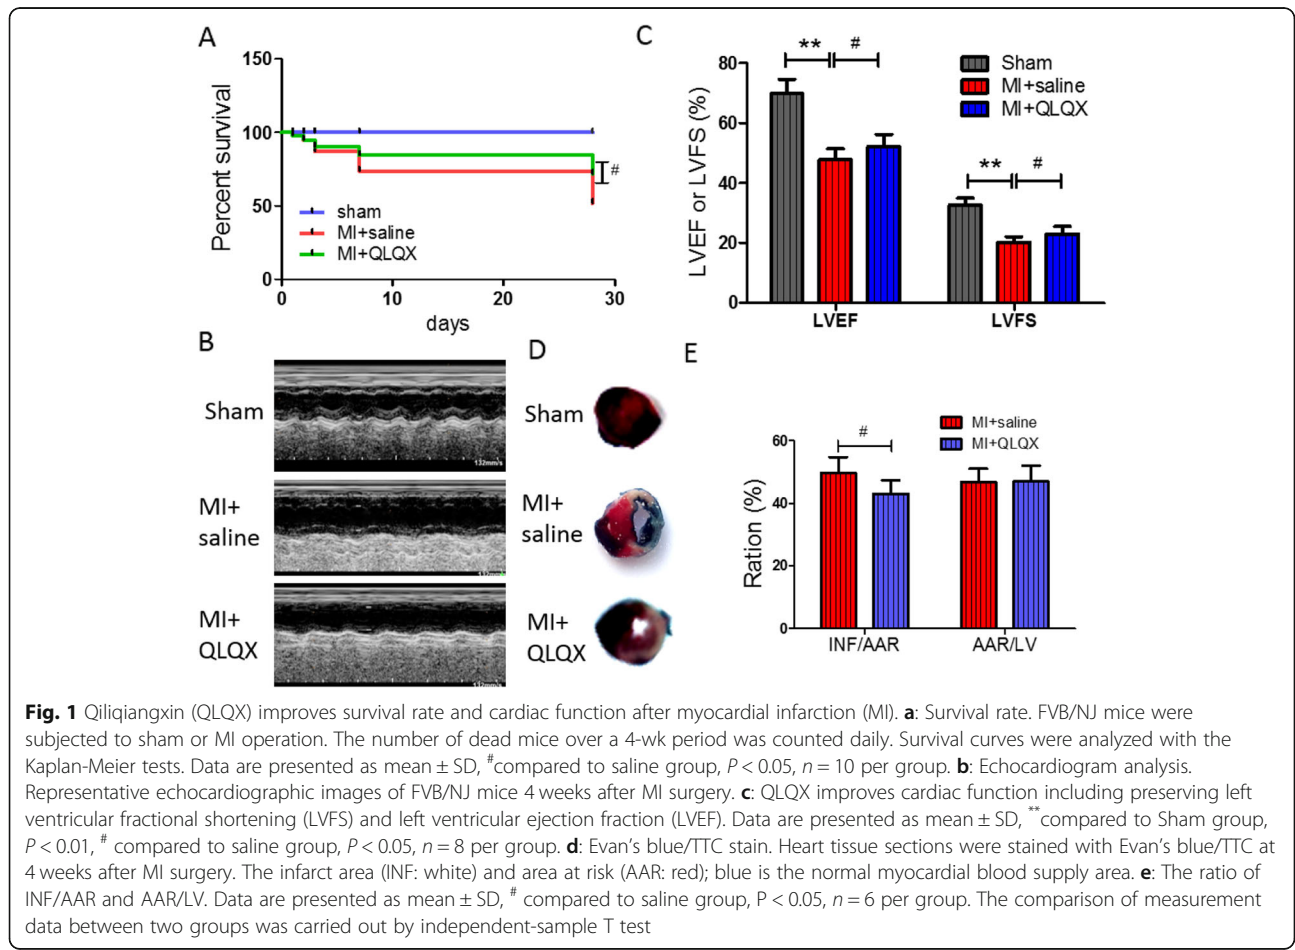 A
150
100
50
0
Percent survival
#
sham
MI+saline
MI+QLQX
0 10 20 30
days
C
** #
80
60
40
20
0
LVEF or LVFS (%)
Sham
MI+saline
MI+QLQX
** #
LVEF LVFS
B
Sham
132mm/s
MI+
saline
132mm/s
MI+
QLQX
132mm/s
D
Sham
MI+
saline
MI+
QLQX
E
MI+saline
MI+QLQX
#
60
40
20
0
Ration (%)
INF/AAR AAR/LV
Fig. 1 Qiliqiangxin (QLQX) improves survival rate and cardiac function after myocardial infarction (MI). a: Survival rate. FVB/NJ mice were
subjected to sham or MI operation. The number of dead mice over a 4-wk period was counted daily. Survival curves were analyzed with the
Kaplan-Meier tests. Data are presented as mean ± SD, #compared to saline group, P < 0.05, n = 10 per group. b: Echocardiogram analysis.
Representative echocardiographic images of FVB/NJ mice 4 weeks after MI surgery. c: QLQX improves cardiac function including preserving left
ventricular fractional shortening (LVFS) and left ventricular ejection fraction (LVEF). Data are presented as mean ± SD, **compared to Sham group,
P < 0.01, # compared to saline group, P < 0.05, n = 8 per group. d: Evan's blue/TTC stain. Heart tissue sections were stained with Evan's blue/TTC at
4 weeks after MI surgery. The infarct area (INF: white) and area at risk (AAR: red); blue is the normal myocardial blood supply area. e: The ratio of
INF/AAR and AAR/LV. Data are presented as mean ± SD, # compared to saline group, P < 0.05, n = 6 per group. The comparison of measurement
data between two groups was carried out by independent-sample T test